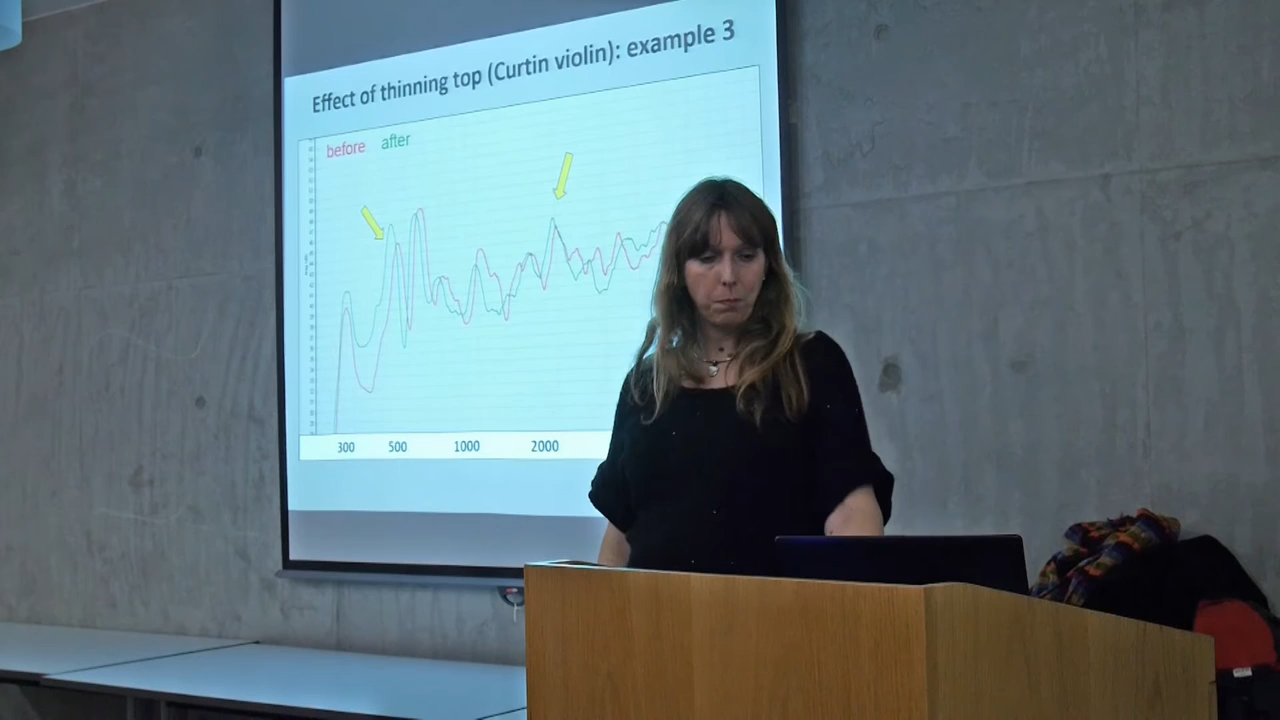 Effect of thinning top (Curtin violin): example 3
before after
300 500 1000 2000